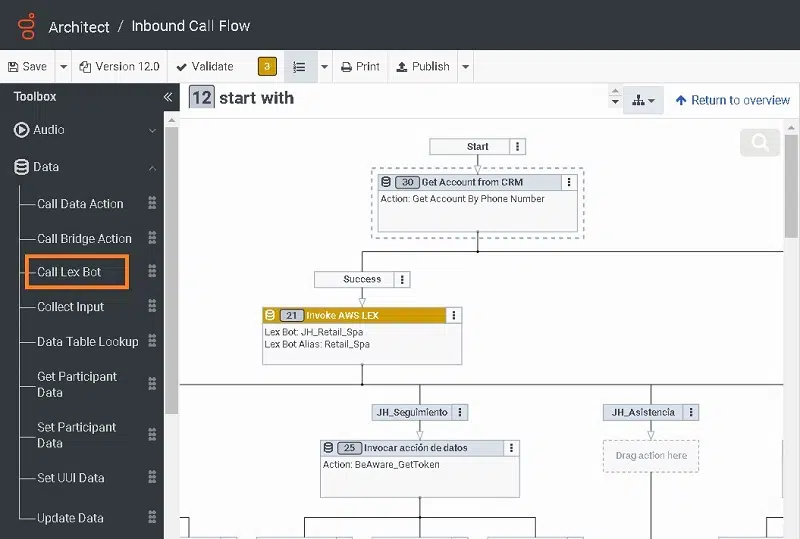 Architect / Inbound Call Flow
Save Version 12.0 Validate 3 Print Publish
Toolbox
12 start with
Return to overview
Audio
Data
Call Data Action
Call Bridge Action
Call Lex Bot
Collect Input
Data Table Lookup
Get Participant
Data
Set Participant
Data
Set UUI Data
Update Data
Start
30 Get Account from CRM
Action: Get Account By Phone Number
Success
21 Invoke AWS LEX
Lex Bot: JH_Retail_Spa
Lex Bot Alias: Retail_Spa
JH_Seguimiento
JH_Asistencia
25 Invocar acción de datos
Action: BeAware_GetToken
Drag action here